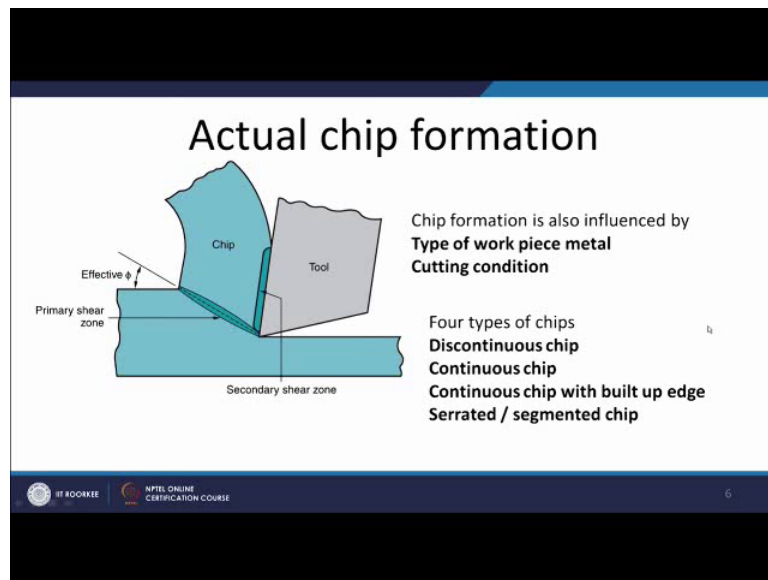 Actual chip formation
Chip
Tool
Effective ϕ
Primary shear
zone
Secondary shear zone
Chip formation is also influenced by
Type of work piece metal
Cutting condition
Four types of chips
Discontinuous chip
Continuous chip
Continuous chip with built up edge
Serrated / segmented chip
IIT ROORKEE
NPTEL ONLINE
CERTIFICATION COURSE
6